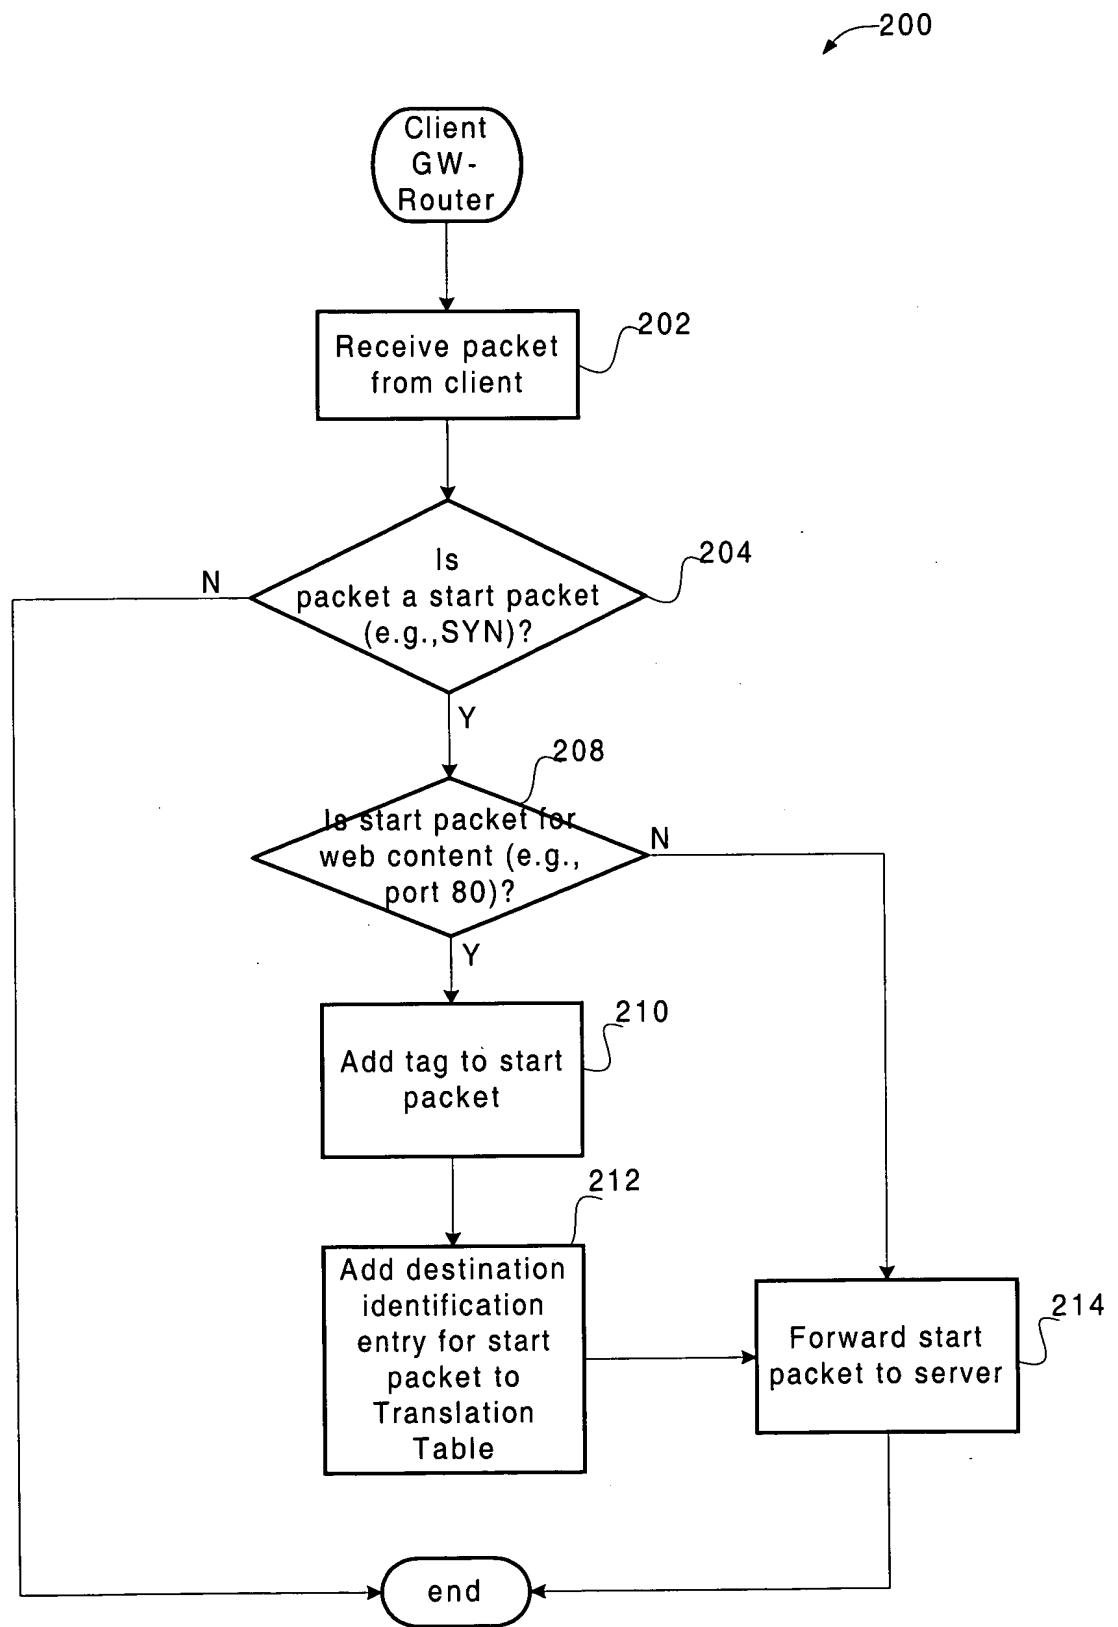 200
Client
GW-
Router
Receive packet
from client
202
Is
packet a start packet
(e.g.,SYN)?
204
N
Y
208
Is start packet for
web content (e.g.,
port 80)?
N
Y
210
Add tag to start
packet
212
Add destination
identification
entry for start
packet to
Translation
Table
Forward start
packet to server
214
end